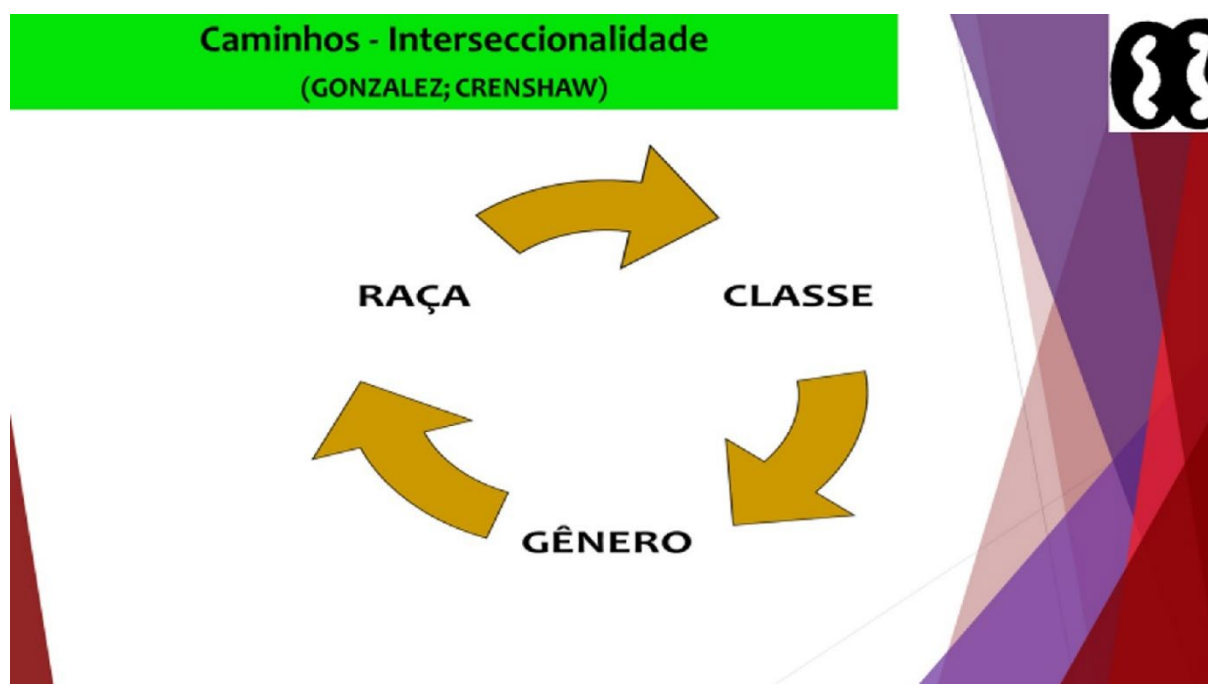 Caminhos - Interseccionalidade
(GONZALEZ; CRENSHAW)
RAÇA
CLASSE
GÊNERO